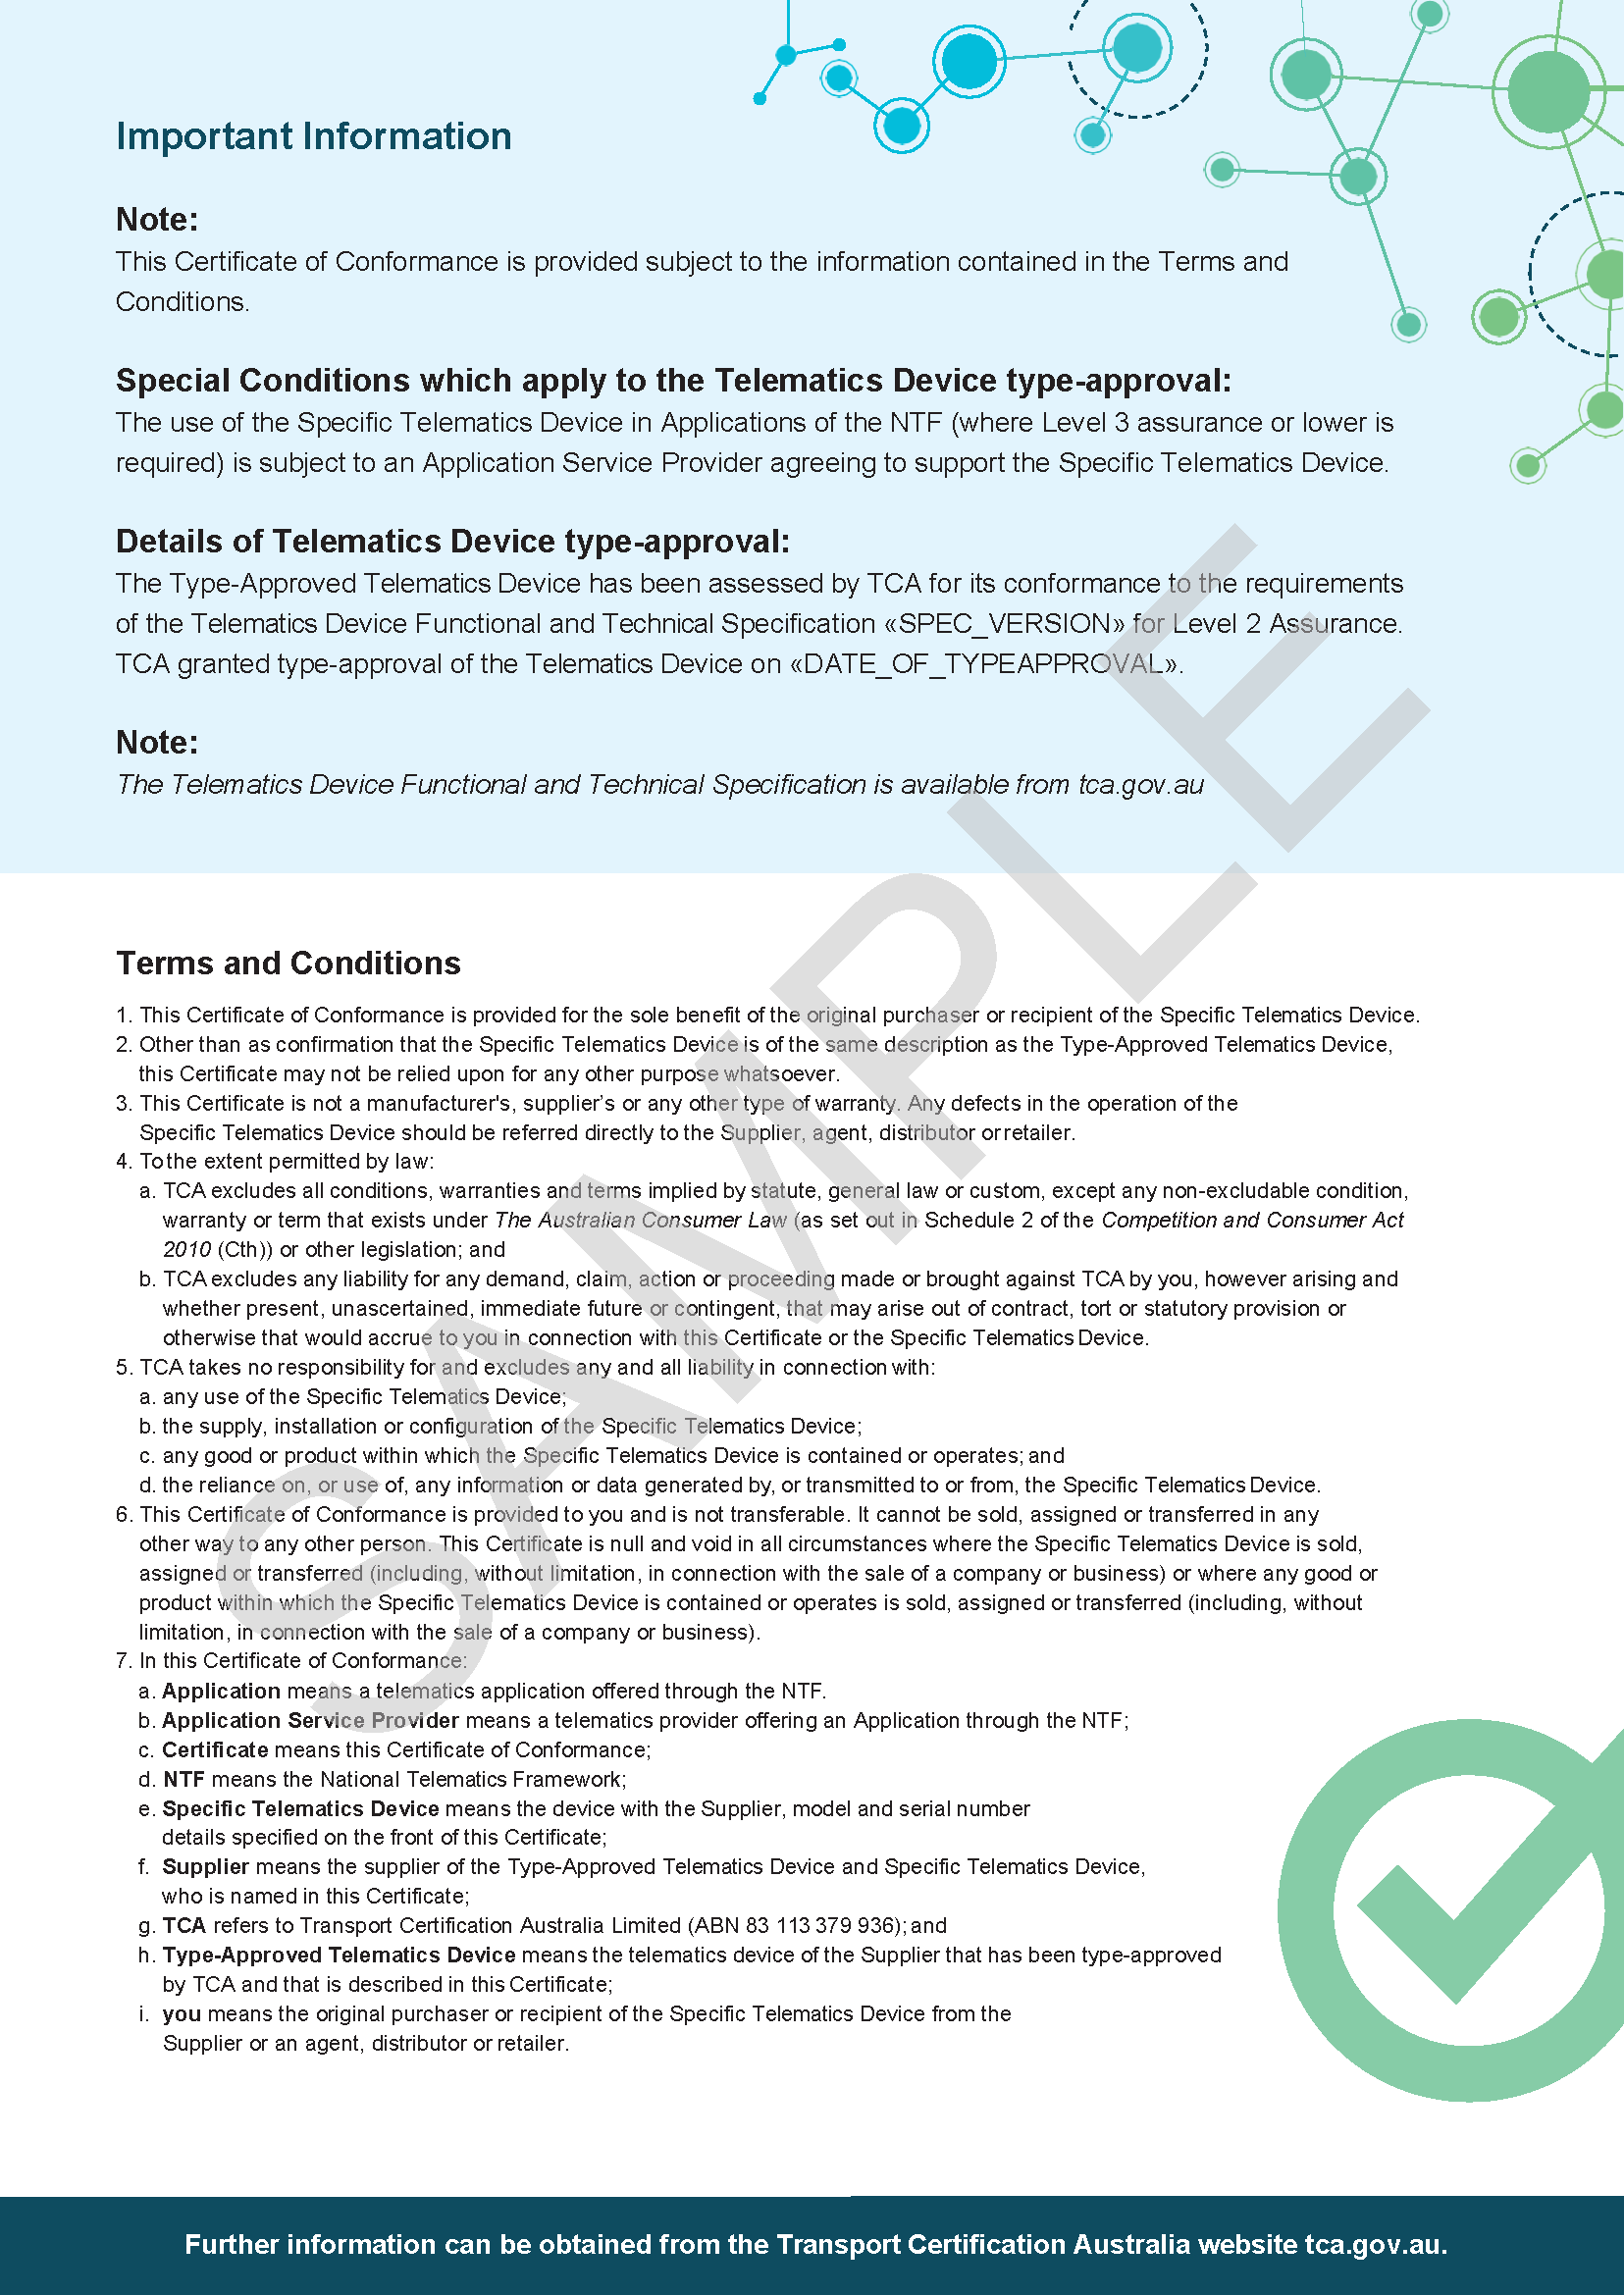 Important Information
Note:
This Certificate of Conformance is provided subject to the information contained in the Terms and
Conditions.
Special Conditions which apply to the Telematics Device type-approval:
The use of the Specific Telematics Device in Applications of the NTF (where Level 3 assurance or lower is
required) is subject to an Application Service Provider agreeing to support the Specific Telematics Device.
Details of Telematics Device type-approval:
The Type-Approved Telematics Device has been assessed by TCA for its conformance to the requirements
of the Telematics Device Functional and Technical Specification «SPEC_VERSION» for Level 2 Assurance.
TCA granted type-approval of the Telematics Device on «DATE_OF_TYPEAPPROVAL».
Note:
The Telematics Device Functional and Technical Specification is available from tca.gov.au
SAMPLE
Terms and Conditions
1. This Certificate of Conformance is provided for the sole benefit of the original purchaser or recipient of the Specific Telematics Device.
2. Other than as confirmation that the Specific Telematics Device is of the same description as the Type-Approved Telematics Device,
this Certificate may not be relied upon for any other purpose whatsoever.
3. This Certificate is not a manufacturer's, supplier’s or any other type of warranty. Any defects in the operation of the
Specific Telematics Device should be referred directly to the Supplier, agent, distributor or retailer.
4. To the extent permitted by law:
a. TCA excludes all conditions, warranties and terms implied by statute, general law or custom, except any non-excludable condition,
warranty or term that exists under The Australian Consumer Law (as set out in Schedule 2 of the Competition and Consumer Act
2010 (Cth)) or other legislation; and
b. TCA excludes any liability for any demand, claim, action or proceeding made or brought against TCA by you, however arising and
whether present, unascertained, immediate future or contingent, that may arise out of contract, tort or statutory provision or
otherwise that would accrue to you in connection with this Certificate or the Specific Telematics Device.
5. TCA takes no responsibility for and excludes any and all liability in connection with:
a. any use of the Specific Telematics Device;
b. the supply, installation or configuration of the Specific Telematics Device;
c. any good or product within which the Specific Telematics Device is contained or operates; and
d. the reliance on, or use of, any information or data generated by, or transmitted to or from, the Specific Telematics Device.
6. This Certificate of Conformance is provided to you and is not transferable. It cannot be sold, assigned or transferred in any
other way to any other person. This Certificate is null and void in all circumstances where the Specific Telematics Device is sold,
assigned or transferred (including, without limitation, in connection with the sale of a company or business) or where any good or
product within which the Specific Telematics Device is contained or operates is sold, assigned or transferred (including, without
limitation, in connection with the sale of a company or business).
7. In this Certificate of Conformance:
a. Application means a telematics application offered through the NTF.
b. Application Service Provider means a telematics provider offering an Application through the NTF;
c. Certificate means this Certificate of Conformance;
d. NTF means the National Telematics Framework;
e. Specific Telematics Device means the device with the Supplier, model and serial number
details specified on the front of this Certificate;
f. Supplier means the supplier of the Type-Approved Telematics Device and Specific Telematics Device,
who is named in this Certificate;
g. TCA refers to Transport Certification Australia Limited (ABN 83 113 379 936); and
h. Type-Approved Telematics Device means the telematics device of the Supplier that has been type-approved
by TCA and that is described in this Certificate;
i. you means the original purchaser or recipient of the Specific Telematics Device from the
Supplier or an agent, distributor or retailer.
Further information can be obtained from the Transport Certification Australia website tca.gov.au.